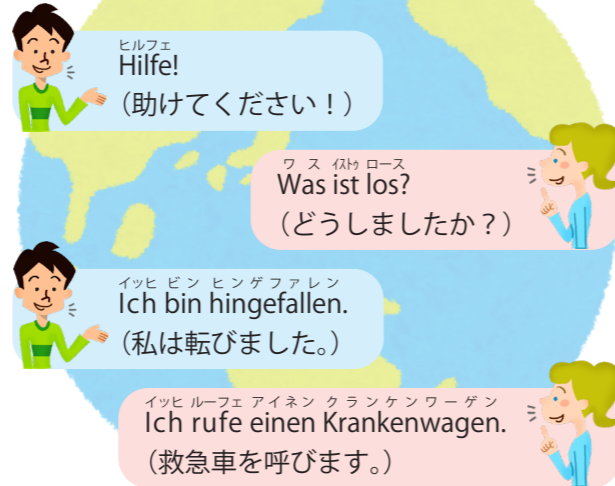 ヒルフェ
Hilfe!
（助けてください！）
ワス イストゥ ロース
Was ist los?
（どうしましたか？）
イッヒ ビン ヒンゲファレン
Ich bin hingefallen.
（私は転びました。）
イッヒ ルーフェ アイネン クランケンワーゲン
Ich rufe einen Krankenwagen.
（救急車を呼びます。）